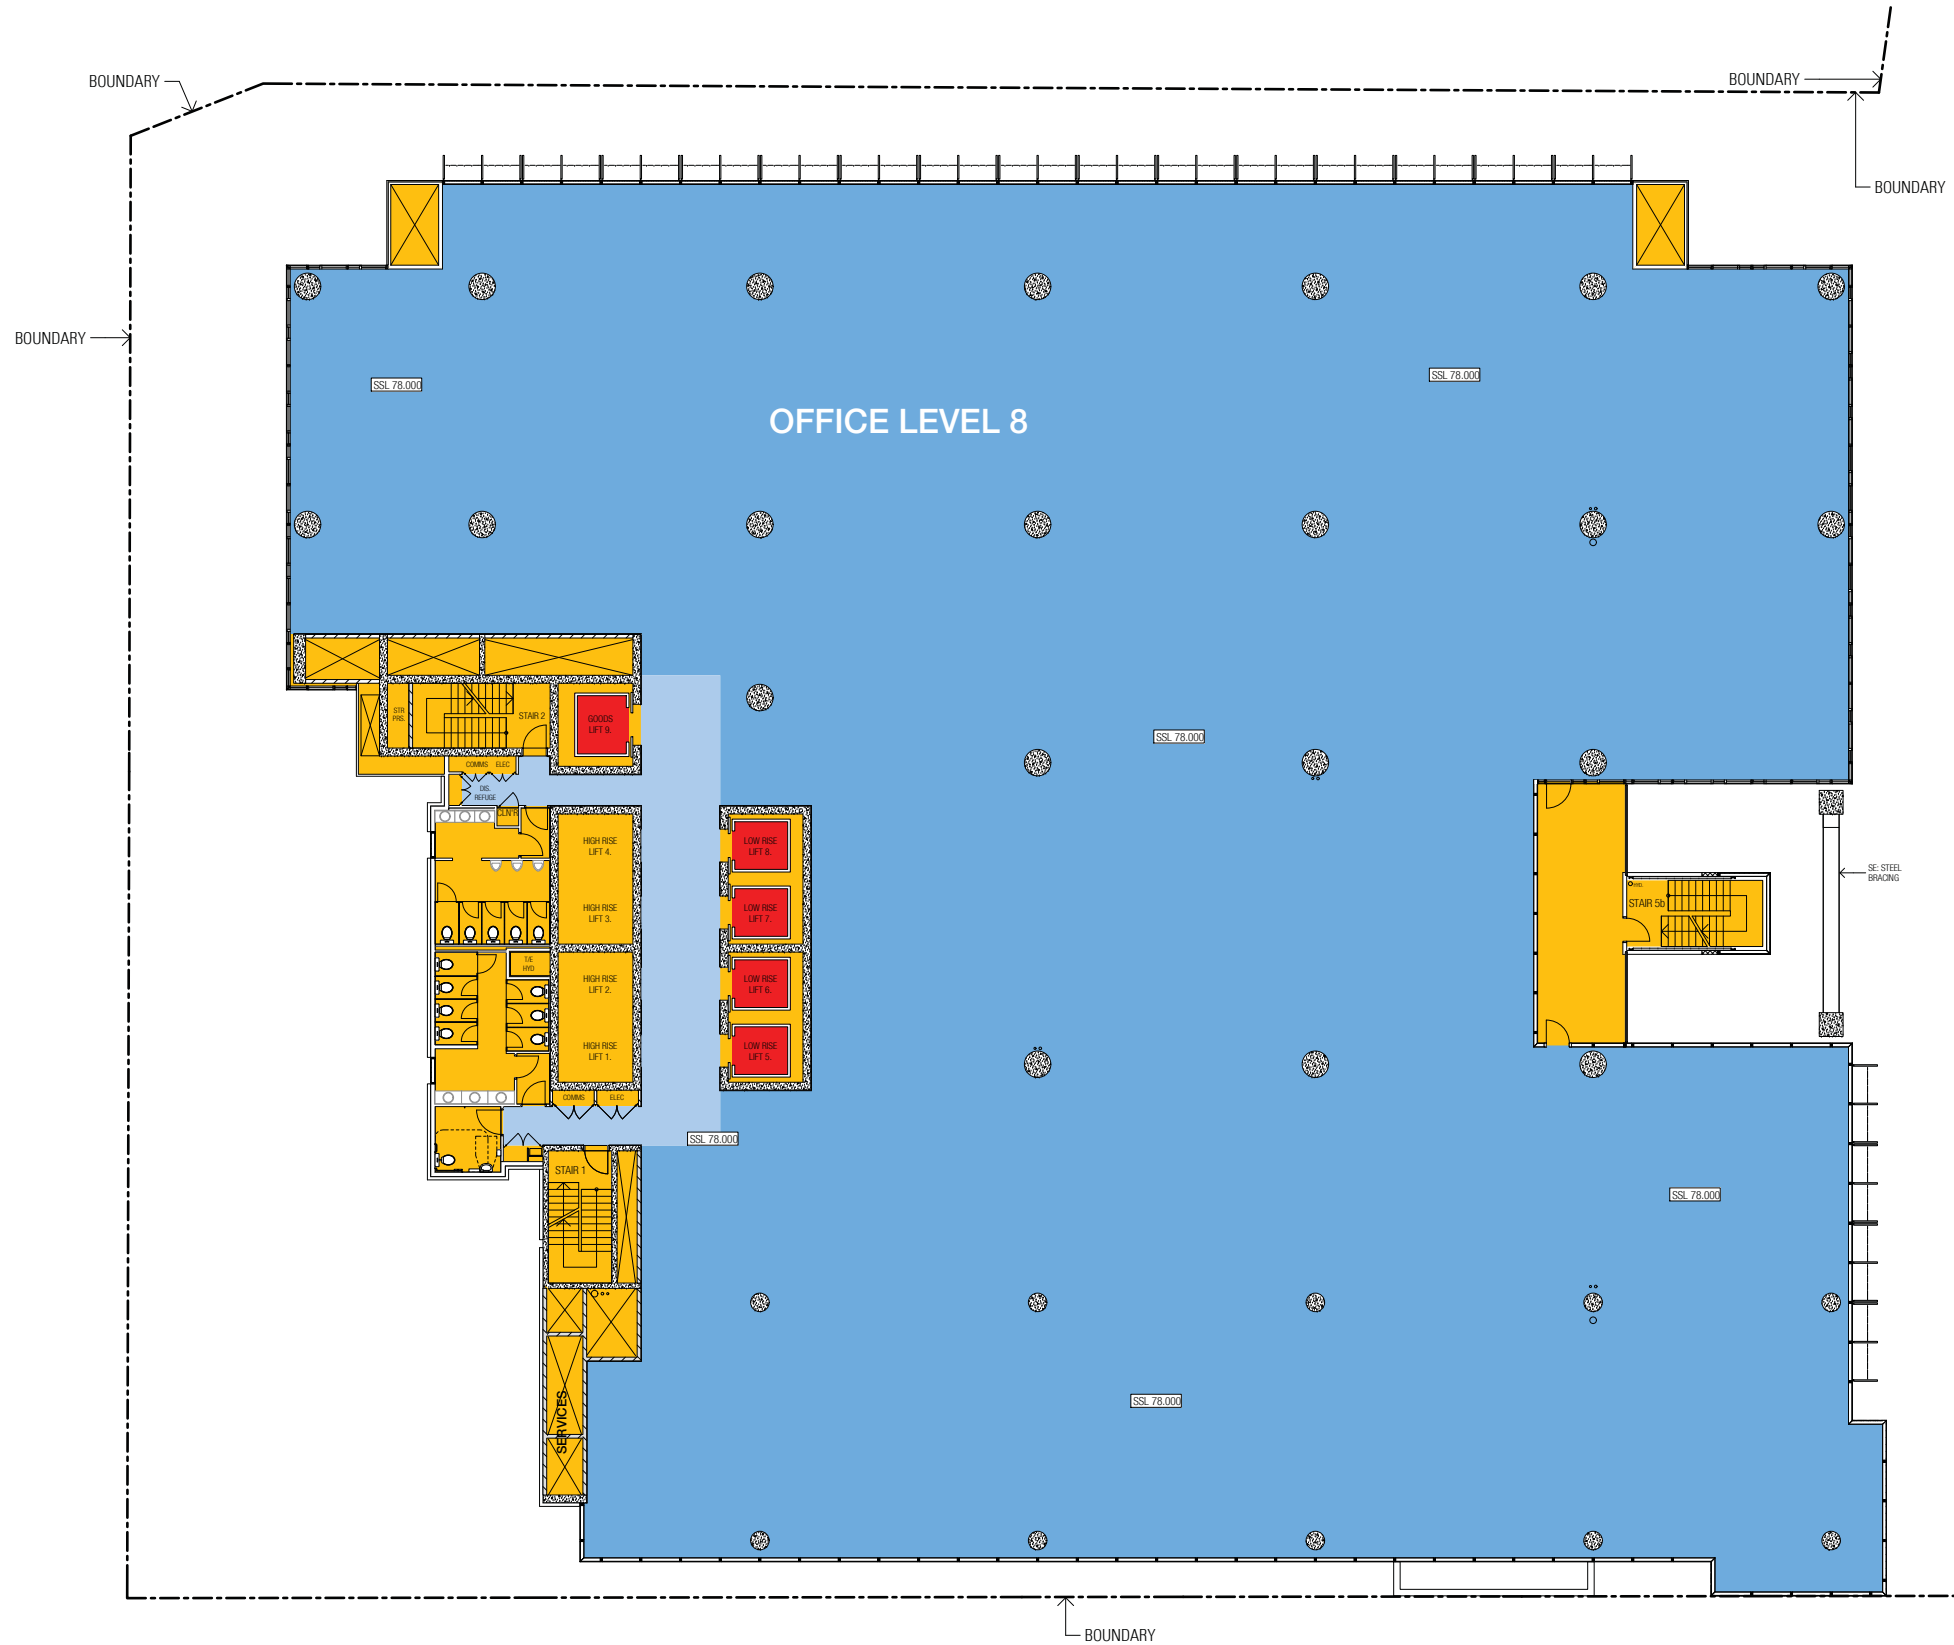 BOUNDARY
BOUNDARY
BOUNDARY
BOUNDARY
SSL 78.000
SSL 78.000
OFFICE LEVEL 8
STR
PRS.
STAIR 2
GOODS
LIFT 9.
SSL 78.000
COMMS
ELEC
DIS.
REFUGE
CLN'R
HIGH RISE
LIFT 4.
LOW RISE
LIFT 8.
SE: STEEL
BRACING
HYD.
STAIR 5b
HIGH RISE
LIFT 3.
LOW RISE
LIFT 7.
T/E
HYD
HIGH RISE
LIFT 2.
LOW RISE
LIFT 6.
HIGH RISE
LIFT 1.
LOW RISE
LIFT 5.
COMMS
ELEC
SSL 78.000
STAIR 1
SSL 78.000
SERVICES
SSL 78.000
BOUNDARY